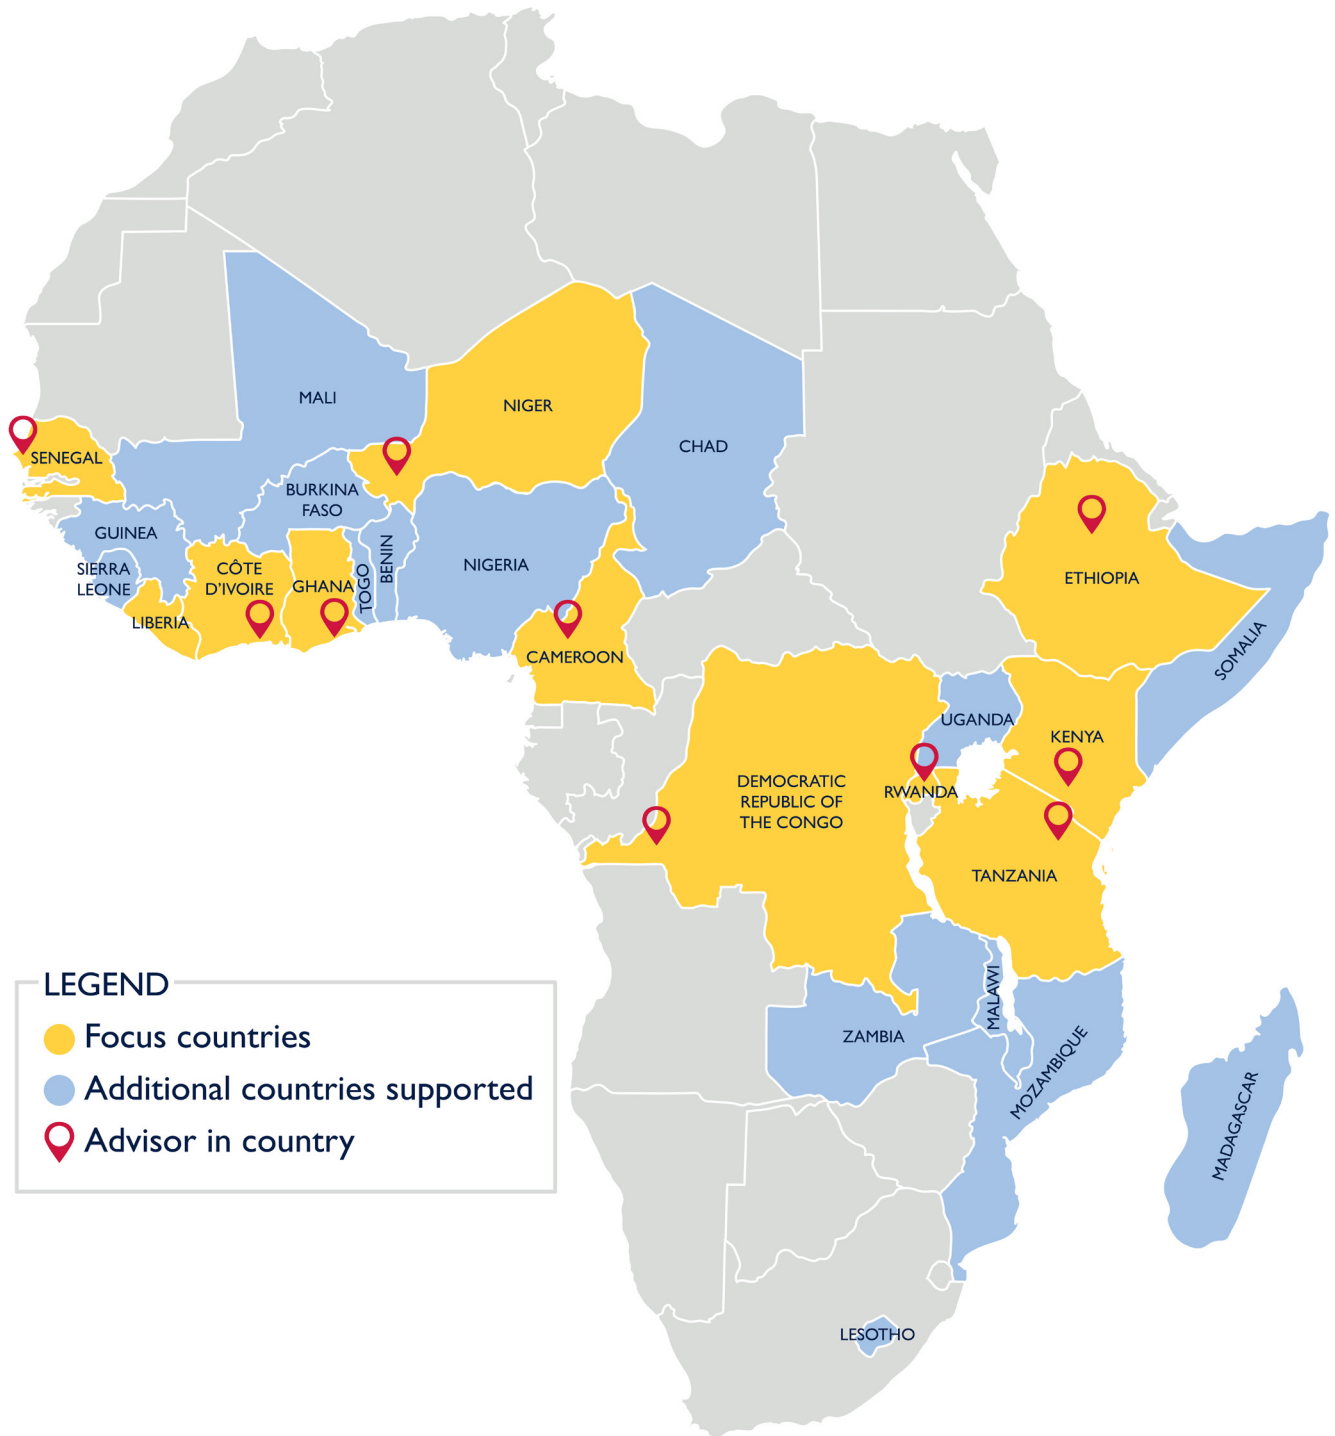 MALI
NIGER
CHAD
SENEGAL
BURKINA
FASO
GUINEA
SIERRA
LEONE
CÔTE
D'IVOIRE
GHANA
TOGO
BENIN
NIGERIA
LIBERIA
CAMEROON
ETHIOPIA
SOMALIA
UGANDA
KENYA
RWANDA
DEMOCRATIC
REPUBLIC OF
THE CONGO
TANZANIA
MALAWI
ZAMBIA
MOZAMBIQUE
MADAGASCAR
LESOTHO
LEGEND
Focus countries
Additional countries supported
Advisor in country